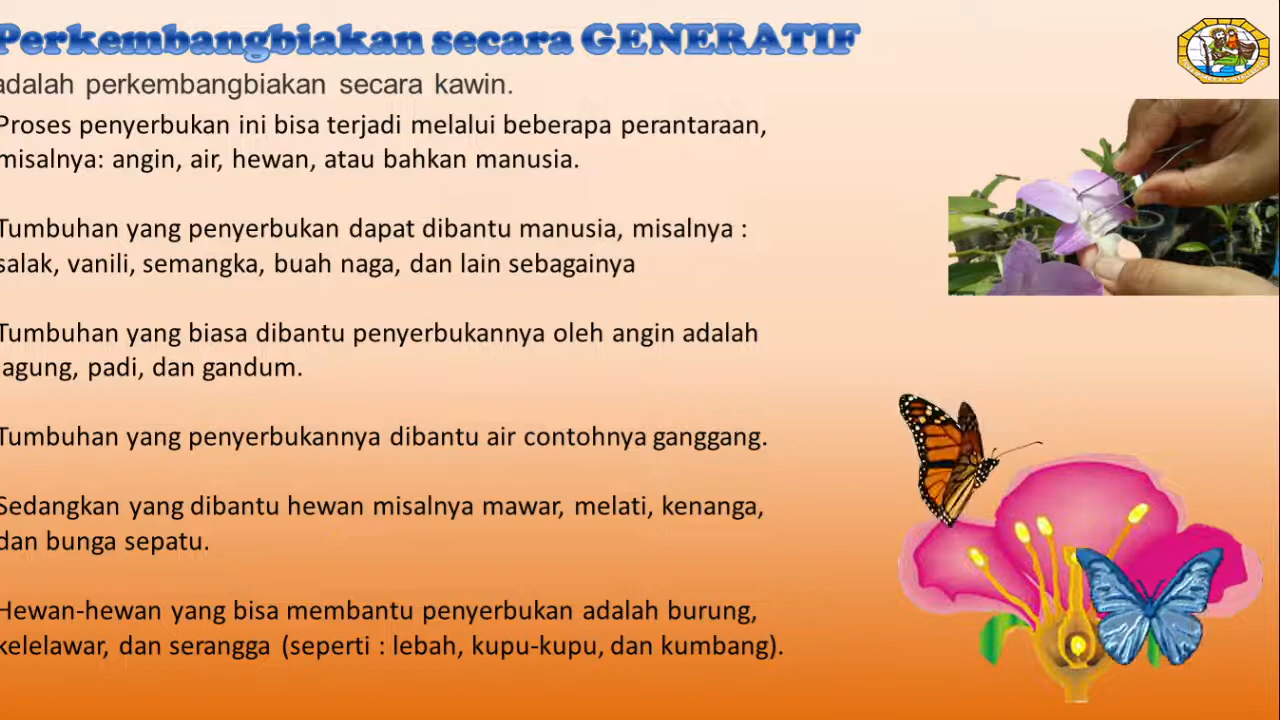 Perkembangbiakan secara GENERATIF
adalah perkembangbiakan secara kawin.
Proses penyerbukan ini bisa terjadi melalui beberapa perantaraan,
misalnya: angin, air, hewan, atau bahkan manusia.
Tumbuhan yang penyerbukan dapat dibantu manusia, misalnya :
salak, vanili, semangka, buah naga, dan lain sebagainya
Tumbuhan yang biasa dibantu penyerbukannya oleh angin adalah
jagung, padi, dan gandum.
Tumbuhan yang penyerbukannya dibantu air contohnya ganggang.
Sedangkan yang dibantu hewan misalnya mawar, melati, kenanga,
dan bunga sepatu.
Hewan-hewan yang bisa membantu penyerbukan adalah burung,
kelelawar, dan serangga (seperti : lebah, kupu-kupu, dan kumbang).